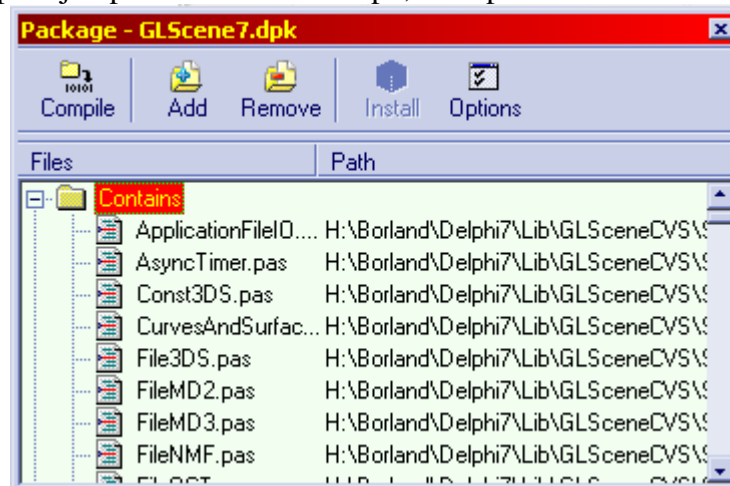 Package - GLScene7.dpk
Compile Add Remove Install Options
Files Path
Contains
ApplicationFileIO.... H:\Borland\Delphi7\Lib\GLSceneCVS\S
AsyncTimer.pas H:\Borland\Delphi7\Lib\GLSceneCVS\S
Const3DS.pas H:\Borland\Delphi7\Lib\GLSceneCVS\S
CurvesAndSurfac... H:\Borland\Delphi7\Lib\GLSceneCVS\S
File3DS.pas H:\Borland\Delphi7\Lib\GLSceneCVS\S
FileMD2.pas H:\Borland\Delphi7\Lib\GLSceneCVS\S
FileMD3.pas H:\Borland\Delphi7\Lib\GLSceneCVS\S
FileNMF.pas H:\Borland\Delphi7\Lib\GLSceneCVS\S